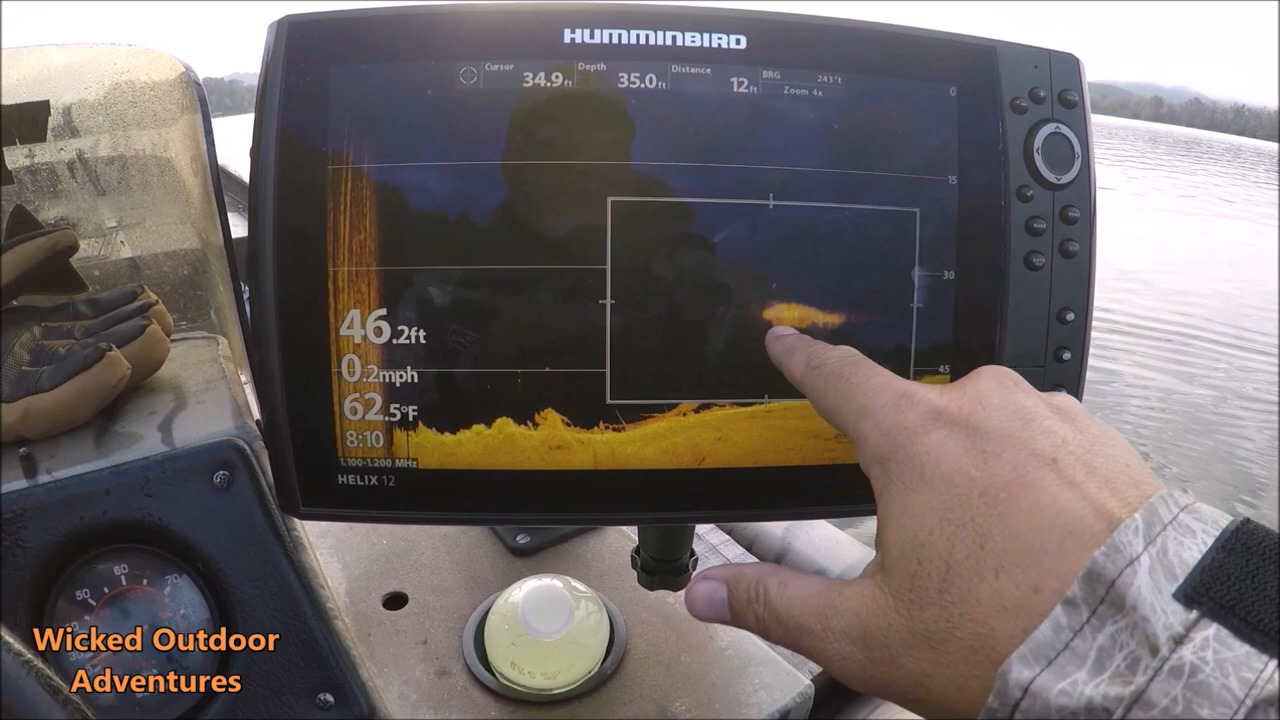 HUMMINBIRD
Cursor
34.9ft
Depth
35.0ft
Distance
12ft
BRG 243°t
Zoom 4x
0
15
30
45
46.2ft
0.2mph
62.5°F
8:10
1.100-1.200 MHz
HELIX 12
50
60
70
Wicked Outdoor
Adventures